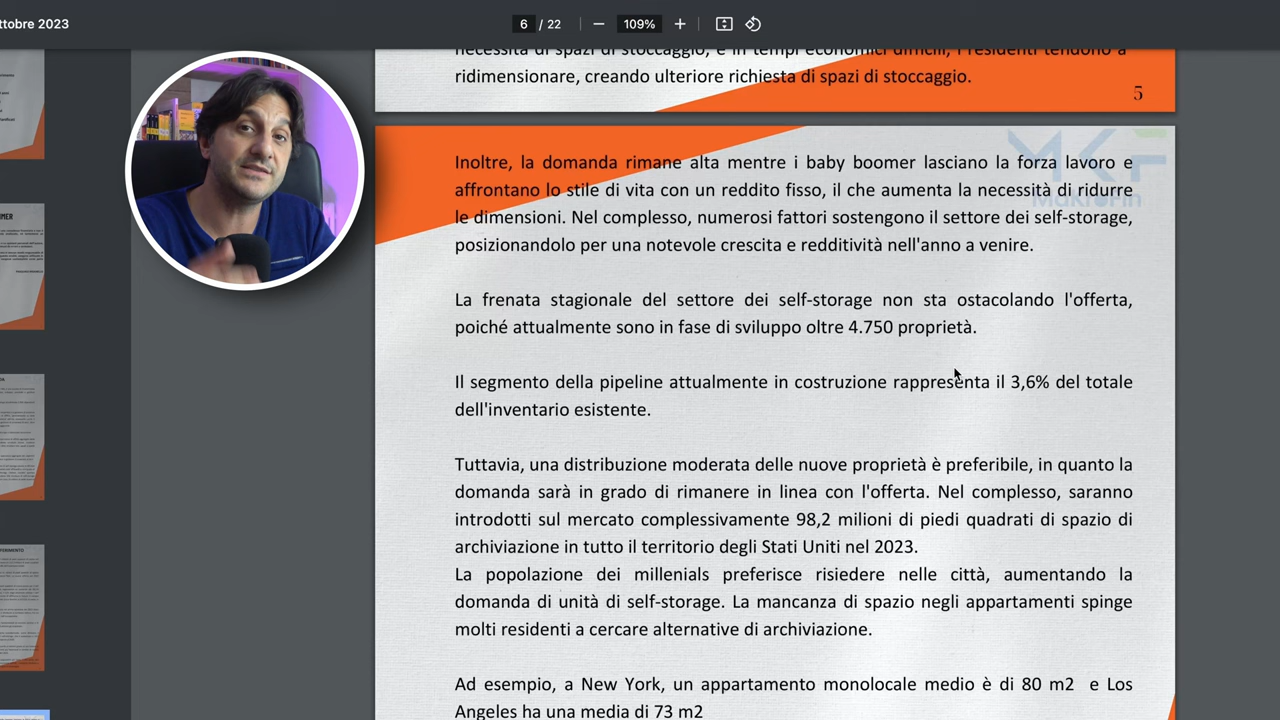 ttobre 2023
6 / 22
109%
necessità di spazi di stoccaggio, e in tempi economici difficili, i residenti tendono a
ridimensionare, creando ulteriore richiesta di spazi di stoccaggio.
5
MKF
MaKroFin
Inoltre, la domanda rimane alta mentre i baby boomer lasciano la forza lavoro e
affrontano lo stile di vita con un reddito fisso, il che aumenta la necessità di ridurre
le dimensioni. Nel complesso, numerosi fattori sostengono il settore dei self-storage,
posizionandolo per una notevole crescita e redditività nell'anno a venire.
La frenata stagionale del settore dei self-storage non sta ostacolando l'offerta,
poiché attualmente sono in fase di sviluppo oltre 4.750 proprietà.
Il segmento della pipeline attualmente in costruzione rappresenta il 3,6% del totale
dell'inventario esistente.
Tuttavia, una distribuzione moderata delle nuove proprietà è preferibile, in quanto la
domanda sarà in grado di rimanere in linea con l'offerta. Nel complesso, saranno
introdotti sul mercato complessivamente 98,2 milioni di piedi quadrati di spazio di
archiviazione in tutto il territorio degli Stati Uniti nel 2023.
La popolazione dei millenials preferisce risiedere nelle città, aumentando la
domanda di unità di self-storage. La mancanza di spazio negli appartamenti spinge
molti residenti a cercare alternative di archiviazione.
Ad esempio, a New York, un appartamento monolocale medio è di 80 m2 e Los
Angeles ha una media di 73 m2